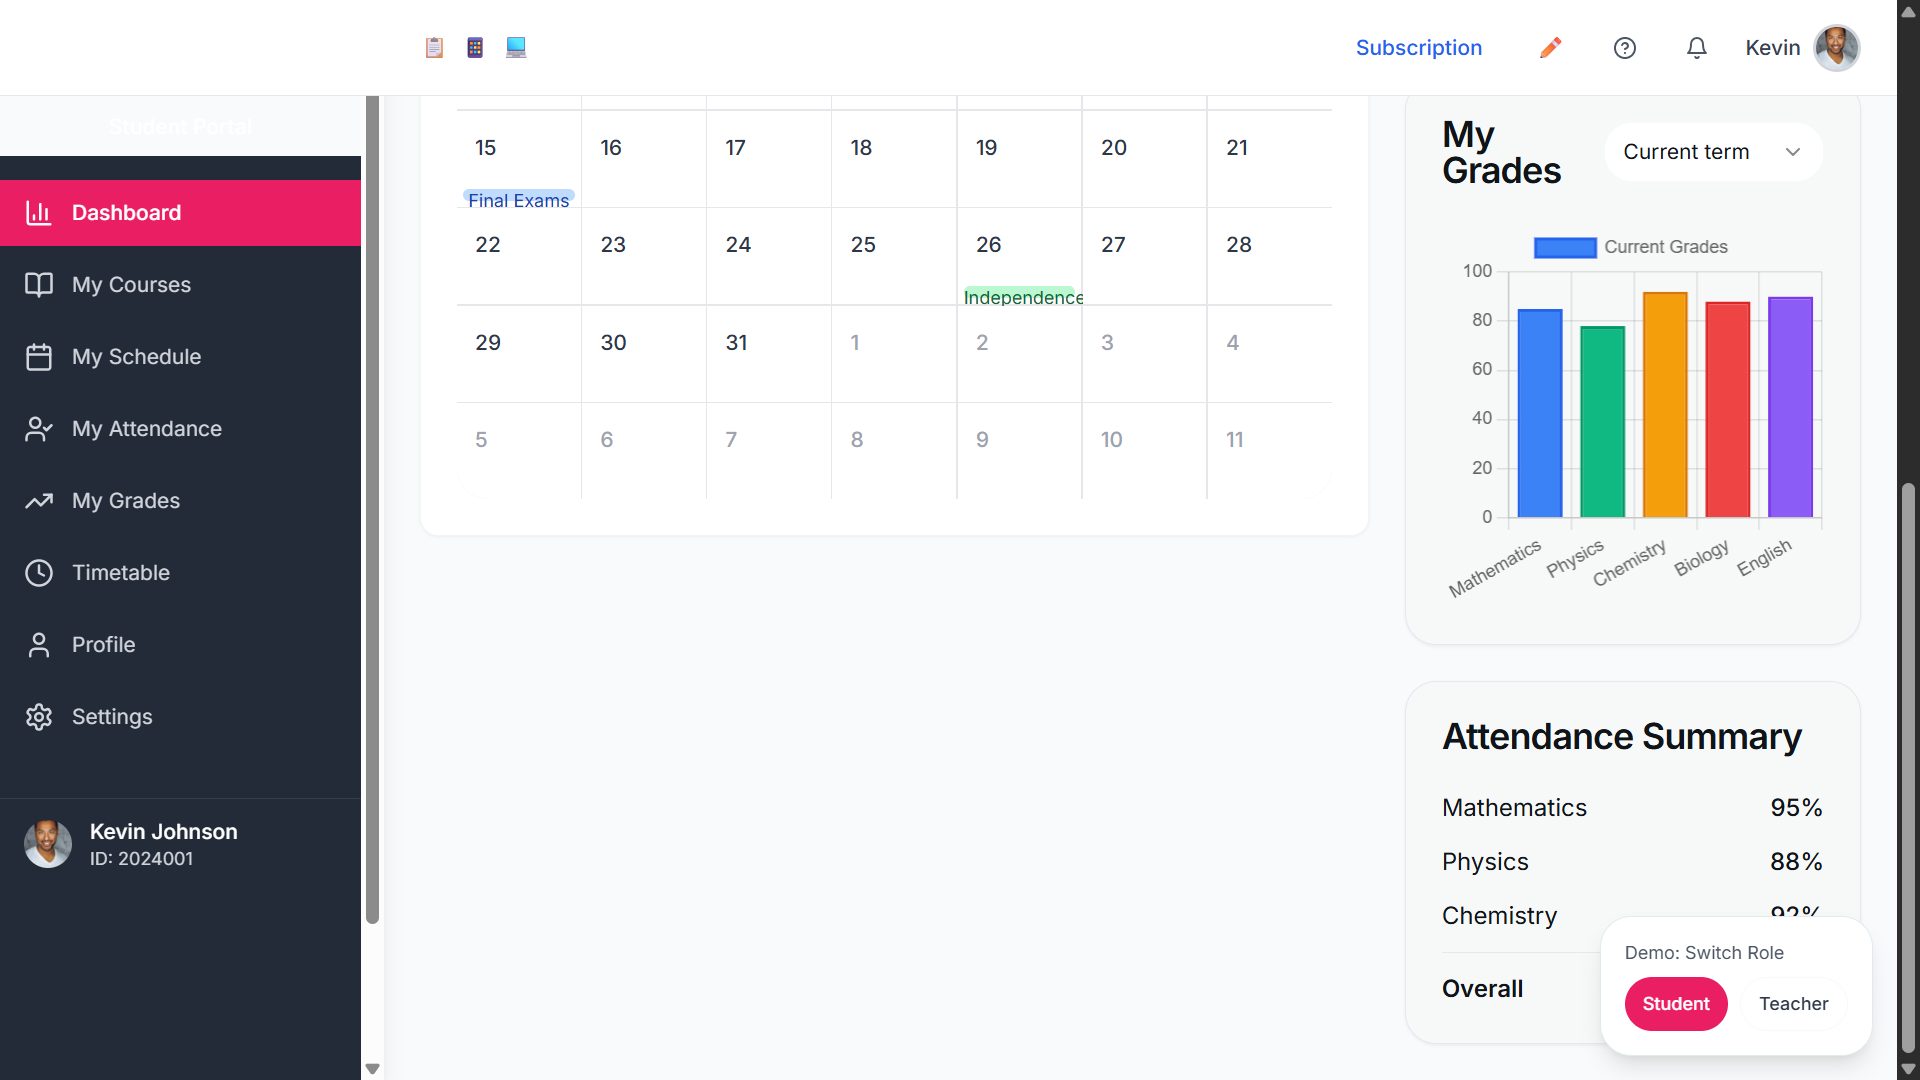 Subscription
Kevin
Student Portal
Dashboard
My Courses
My Schedule
My Attendance
My Grades
Timetable
Profile
Settings
Kevin Johnson
ID: 2024001
15 16 17 18 19 20 21
Final Exams
22 23 24 25 26 27 28
Independence
29 30 31 1 2 3 4
5 6 7 8 9 10 11
My
Grades
Current term
Current Grades
100
80
60
40
20
0
Mathematics
Physics
Chemistry
Biology
English
Attendance Summary
Mathematics 95%
Physics 88%
Chemistry 92%
Overall
Demo: Switch Role
Student
Teacher